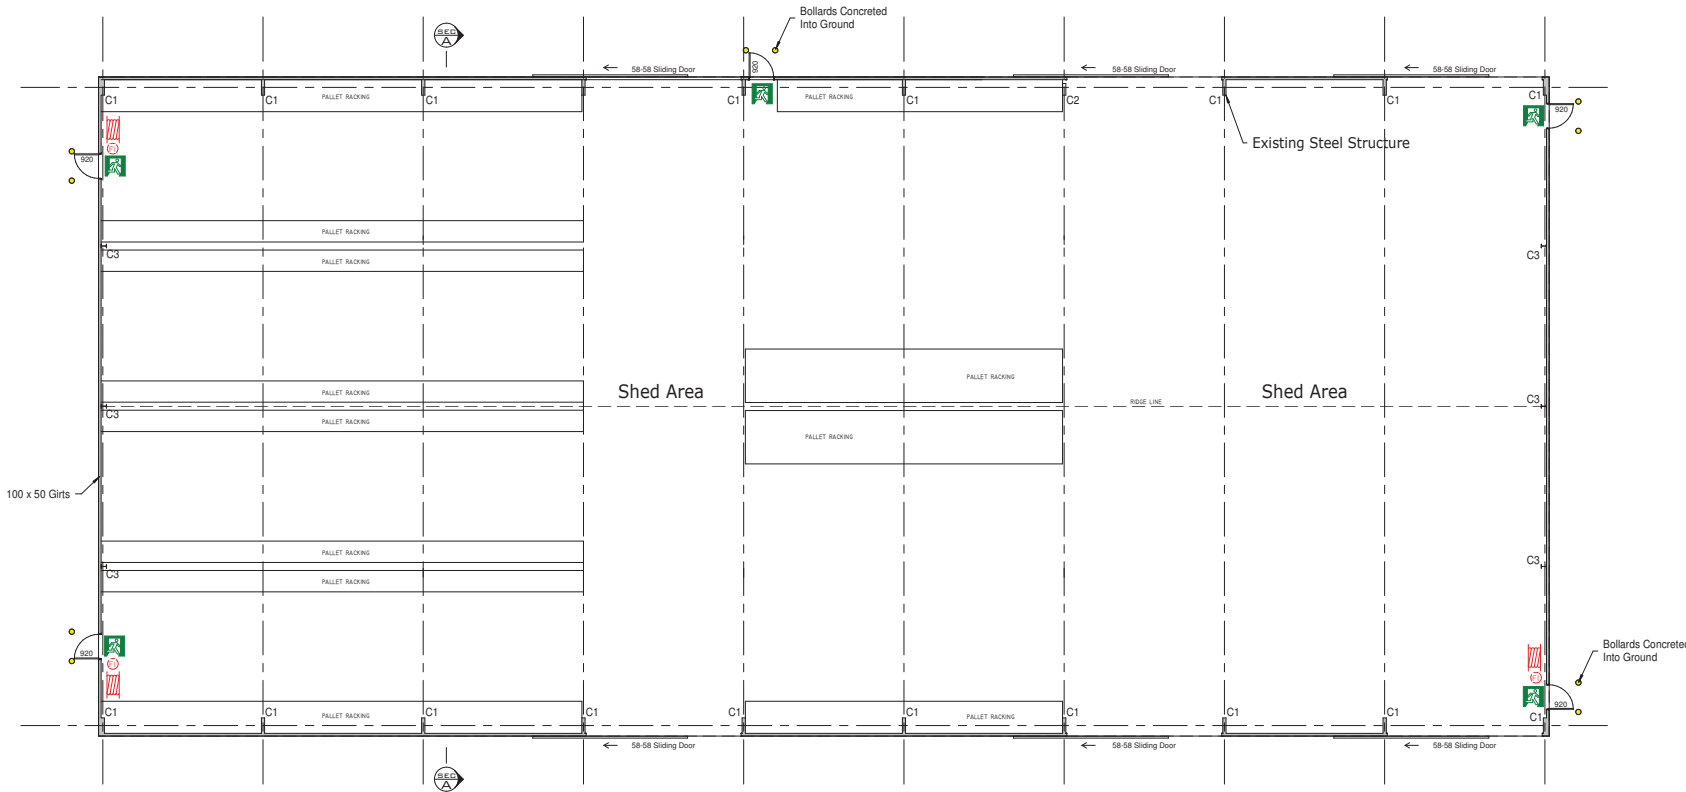 Bollards Concreted
Into Ground
SEC
A
920
58-58 Sliding Door
58-58 Sliding Door
58-58 Sliding Door
C1
PALLET RACKING
C1
C1
C1
PALLET RACKING
C1
C2
C1
C1
C1
920
Existing Steel Structure
F1
920
PALLET RACKING
C3
PALLET RACKING
C3
PALLET RACKING
Shed Area
PALLET RACKING
Shed Area
RIDGE LINE
C3
C3
PALLET RACKING
PALLET RACKING
100 x 50 Girts
PALLET RACKING
C3
PALLET RACKING
C3
920
F1
F1
Bollards Concreted
Into Ground
920
C1
PALLET RACKING
C1
C1
C1
C1
C1
PALLET RACKING
C1
C1
C1
C1
58-58 Sliding Door
58-58 Sliding Door
58-58 Sliding Door
SEC
A